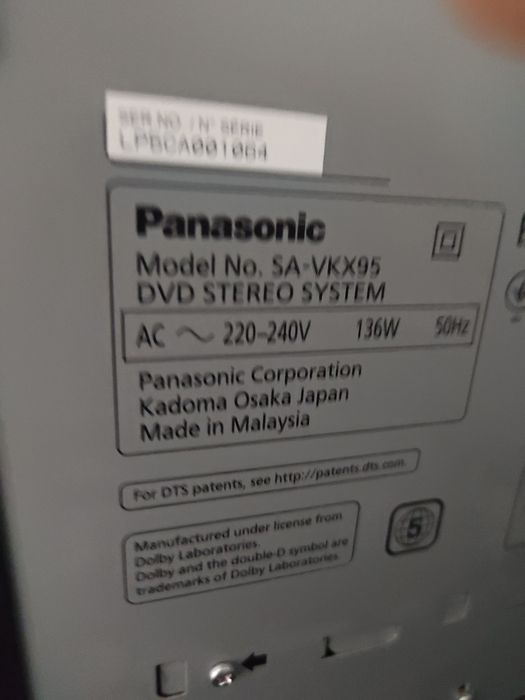 SER.NO. / N° SERIE
LPBCA001084
Panasonic
Model No. SA-VKX95
DVD STEREO SYSTEM
AC ~ 220-240V 136W 50Hz
Panasonic Corporation
Kadoma Osaka Japan
Made in Malaysia
For DTS patents, see http://patents.dts.com.
Manufactured under license from
Dolby Laboratories.
Dolby and the double-D symbol are
trademarks of Dolby Laboratories.
5